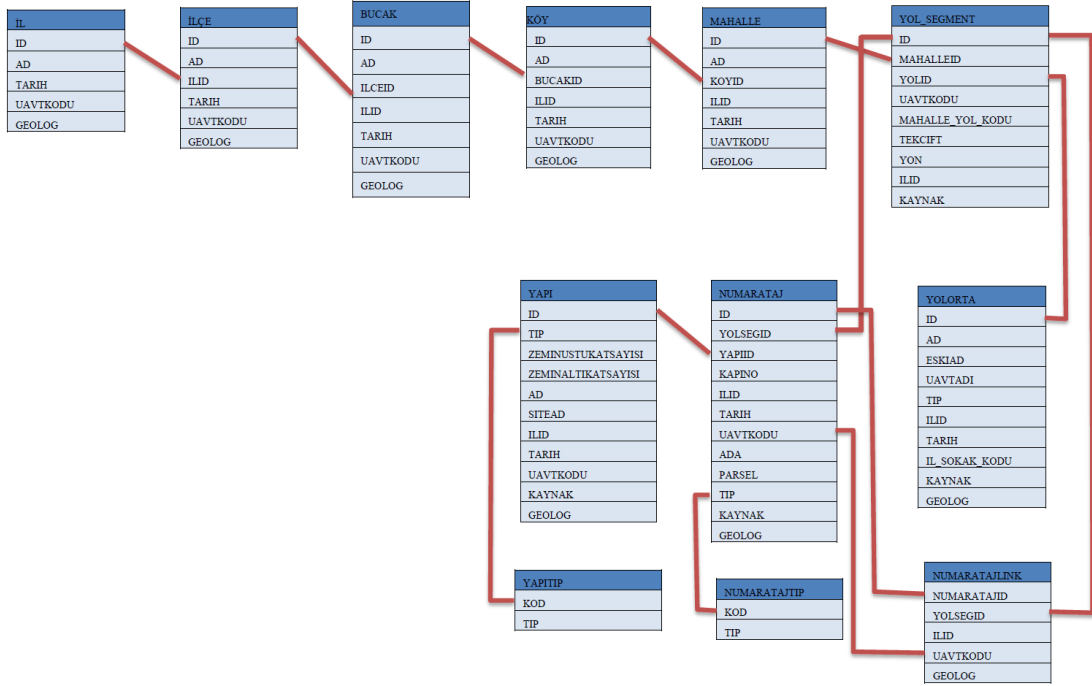 İL
ID
AD
TARIH
UAVTKODU
GEOLOG
İLÇE
ID
AD
ILID
TARIH
UAVTKODU
GEOLOG
BUCAK
ID
AD
ILCEID
ILID
TARIH
UAVTKODU
GEOLOG
KÖY
ID
AD
BUCAKID
ILID
TARIH
UAVTKODU
GEOLOG
MAHALLE
ID
AD
KOYID
ILID
TARIH
UAVTKODU
GEOLOG
YOL_SEGMENT
ID
MAHALLEID
YOLID
UAVTKODU
MAHALLE_YOL_KODU
TEKCIFT
YON
ILID
KAYNAK
YAPI
ID
TIP
ZEMINUSTUKATSAYISI
ZEMINALTIKATSAYISI
AD
SITEAD
ILID
TARIH
UAVTKODU
KAYNAK
GEOLOG
NUMARATAJ
ID
YOLSEGID
YAPIID
KAPINO
ILID
TARIH
UAVTKODU
ADA
PARSEL
TIP
KAYNAK
GEOLOG
YOLORTA
ID
AD
ESKIAD
UAVTADI
TIP
ILID
TARIH
IL_SOKAK_KODU
KAYNAK
GEOLOG
YAPITIP
KOD
TIP
NUMARATAJTIP
KOD
TIP
NUMARATAJLINK
NUMARATAJID
YOLSEGID
ILID
UAVTKODU
GEOLOG